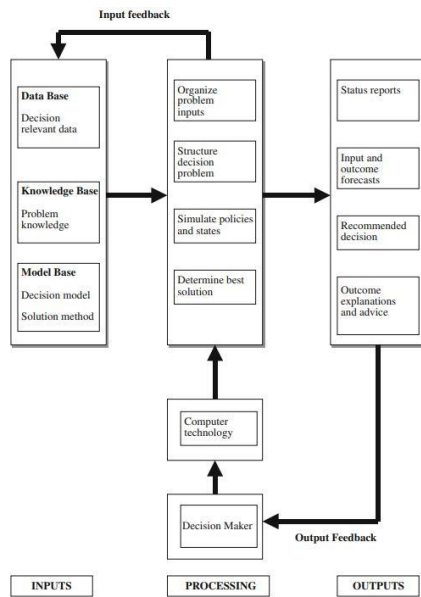 Input feedback
Data Base
Decision
relevant data
Knowledge Base
Problem
knowledge
Model Base
Decision model
Solution method
Organize
problem
inputs
Structure
decision
problem
Simulate policies
and states
Determine best
solution
Status reports
Input and
outcome
forecasts
Recommended
decision
Outcome
explanations
and advice
Computer
technology
Decision Maker
Output Feedback
INPUTS
PROCESSING
OUTPUTS